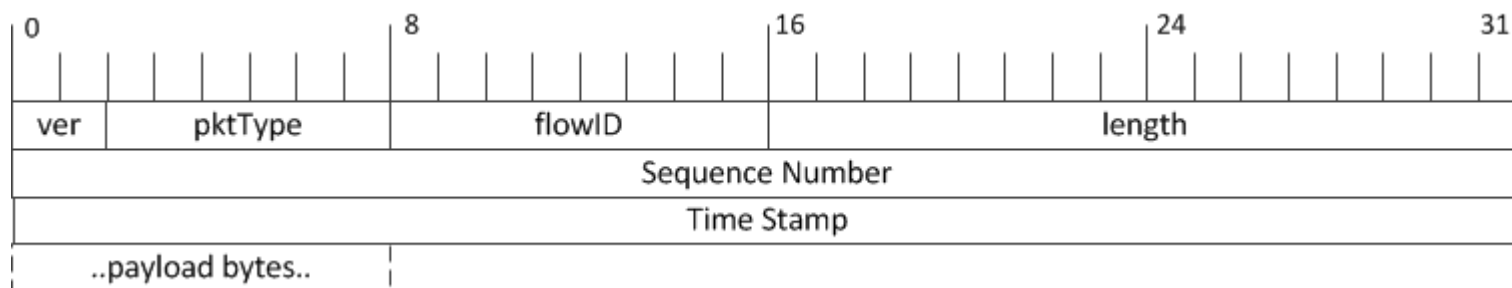 0 8 16 24 31
ver pktType flowID length
Sequence Number
Time Stamp
..payload bytes..